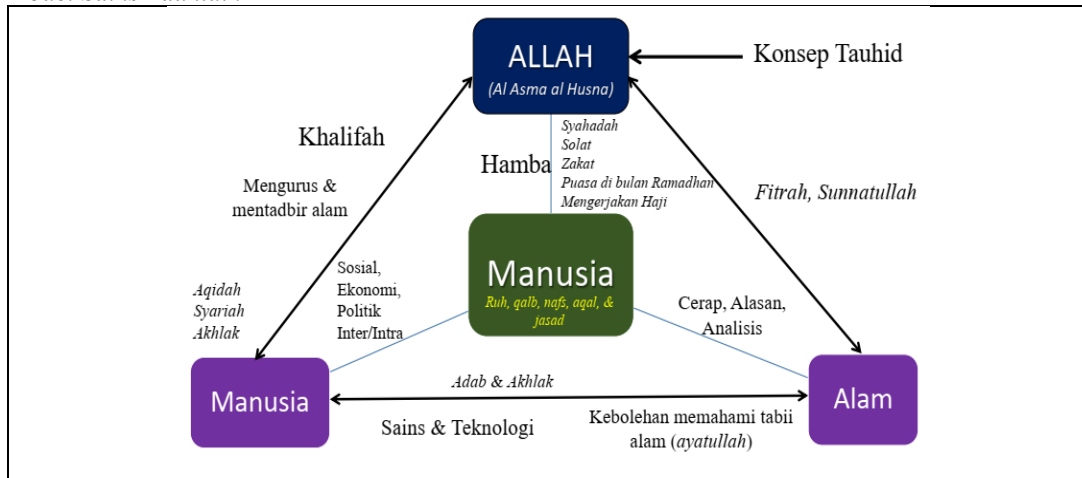 ALLAH
(Al Asma al Husna)
Konsep Tauhid
Khalifah
Mengurus &
mentadbir alam
Hamba
Syahadah
Solat
Zakat
Puasa di bulan Ramadhan
Mengerjakan Haji
Fitrah, Sunnatullah
Manusia
Ruh, qalb, nafs, aqal, &
jasad
Aqidah
Syariah
Akhlak
Sosial,
Ekonomi,
Politik
Inter/Intra
Cerap, Alasan,
Analisis
Manusia
Adab & Akhlak
Sains & Teknologi
Kebolehan memahami tabii
alam (ayatullah)
Alam